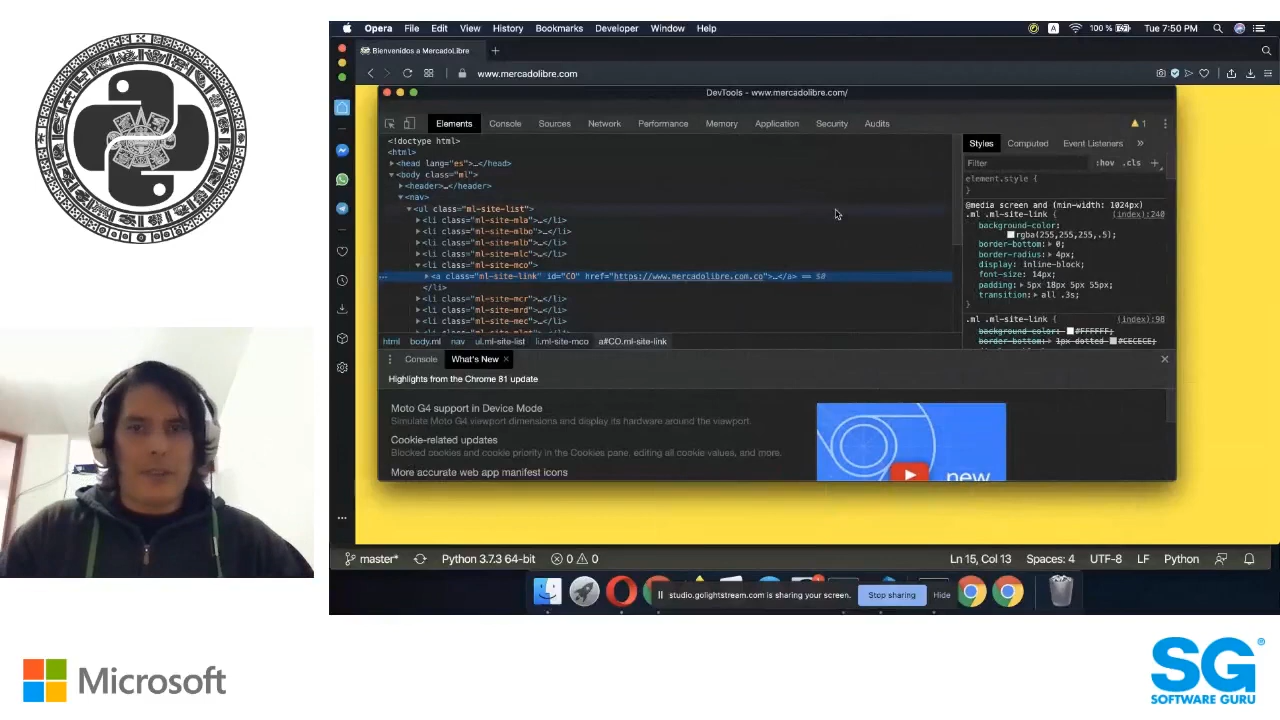 Opera File Edit View History Bookmarks Developer Window Help A 100 % Tue 7:50 PM
Bienvenidos a MercadoLibre
www.mercadolibre.com
DevTools - www.mercadolibre.com/
Elements Console Sources Network Performance Memory Application Security Audits 1
<!doctype html>
<html>
<head lang="es">…</head>
<body class="ml">
<header>…</header>
<nav>
<ul class="ml-site-list">
<li class="ml-site-mla">…</li>
<li class="ml-site-mlbo">…</li>
<li class="ml-site-mlb">…</li>
<li class="ml-site-mlc">…</li>
<li class="ml-site-mco">
<a class="ml-site-link" id="CO" href="https://www.mercadolibre.com.co">…</a> == $0
</li>
<li class="ml-site-mcr">…</li>
<li class="ml-site-mrd">…</li>
<li class="ml-site-mec">…</li>
html body.ml nav ul.ml-site-list li.ml-site-mco a#CO.ml-site-link
Styles Computed Event Listeners »
Filter :hov .cls +
element.style {
}
@media screen and (min-width: 1024px)
.ml .ml-site-link { (index):240
background-color:
rgba(255,255,255,.5);
border-bottom: 0;
border-radius: 4px;
display: inline-block;
font-size: 14px;
padding: 5px 18px 5px 55px;
transition: all .3s;
}
.ml .ml-site-link { (index):98
background-color: #FFFFFF;
border-bottom: 1px dotted #CECECE;
Console What's New ×
Highlights from the Chrome 81 update
Moto G4 support in Device Mode
Simulate Moto G4 viewport dimensions and display its hardware around the viewport.
Cookie-related updates
Blocked cookies and cookie priority in the Cookies pane, editing all cookie values, and more.
More accurate web app manifest icons
new
master* Python 3.7.3 64-bit 0 0 Ln 15, Col 13 Spaces: 4 UTF-8 LF Python
studio.golightstream.com is sharing your screen. Stop sharing Hide
Microsoft
SG
SOFTWARE GURU